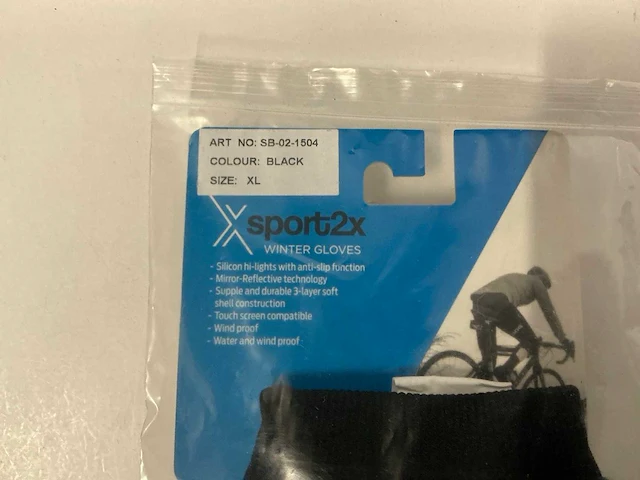 ART NO: SB-02-1504
COLOUR: BLACK
SIZE: XL
sport2x
WINTER GLOVES
- Silicon hi-lights with anti-slip function
- Mirror-Reflective technology
- Supple and durable 3-layer soft
shell construction
- Touch screen compatible
- Wind proof
- Water and wind proof